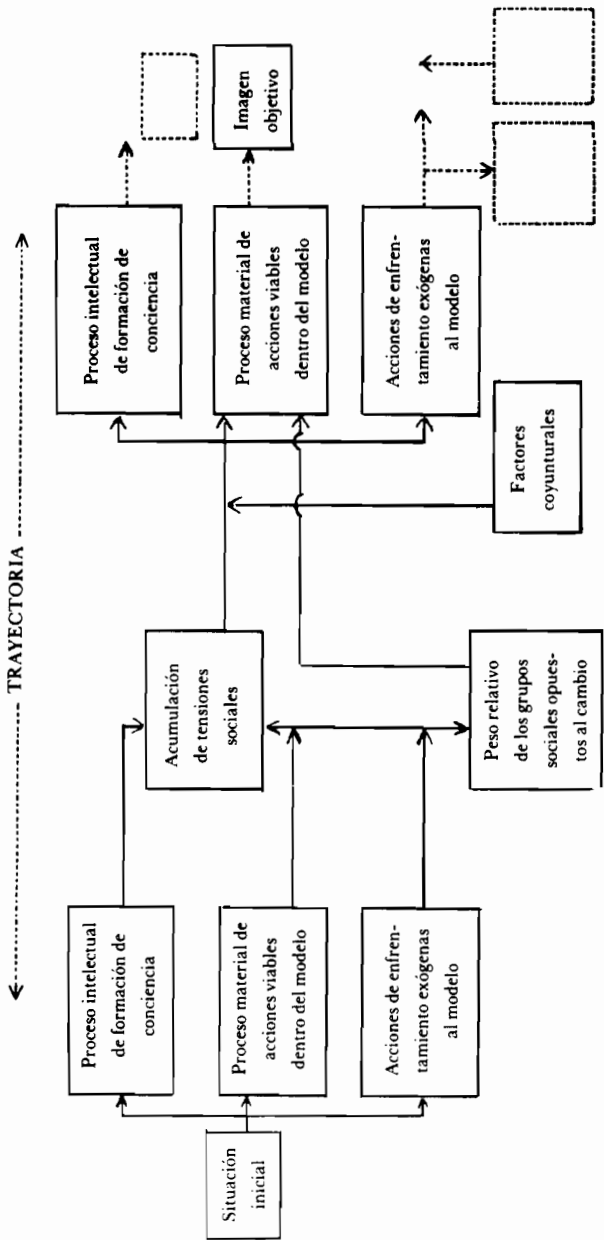 TRAYECTORIA
Situación
inicial
Proceso intelectual
de formación de
conciencia
Proceso material de
acciones viables
dentro del modelo
Acciones de enfren-
tamiento exógenas
al modelo
Acumulación
de tensiones
sociales
Peso relativo
de los grupos
sociales opues-
tos al cambio
Factores
coyunturales
Proceso intelectual
de formación de
conciencia
Proceso material de
acciones viables
dentro del modelo
Acciones de enfren-
tamiento exógenas
al modelo
Imagen
objetivo